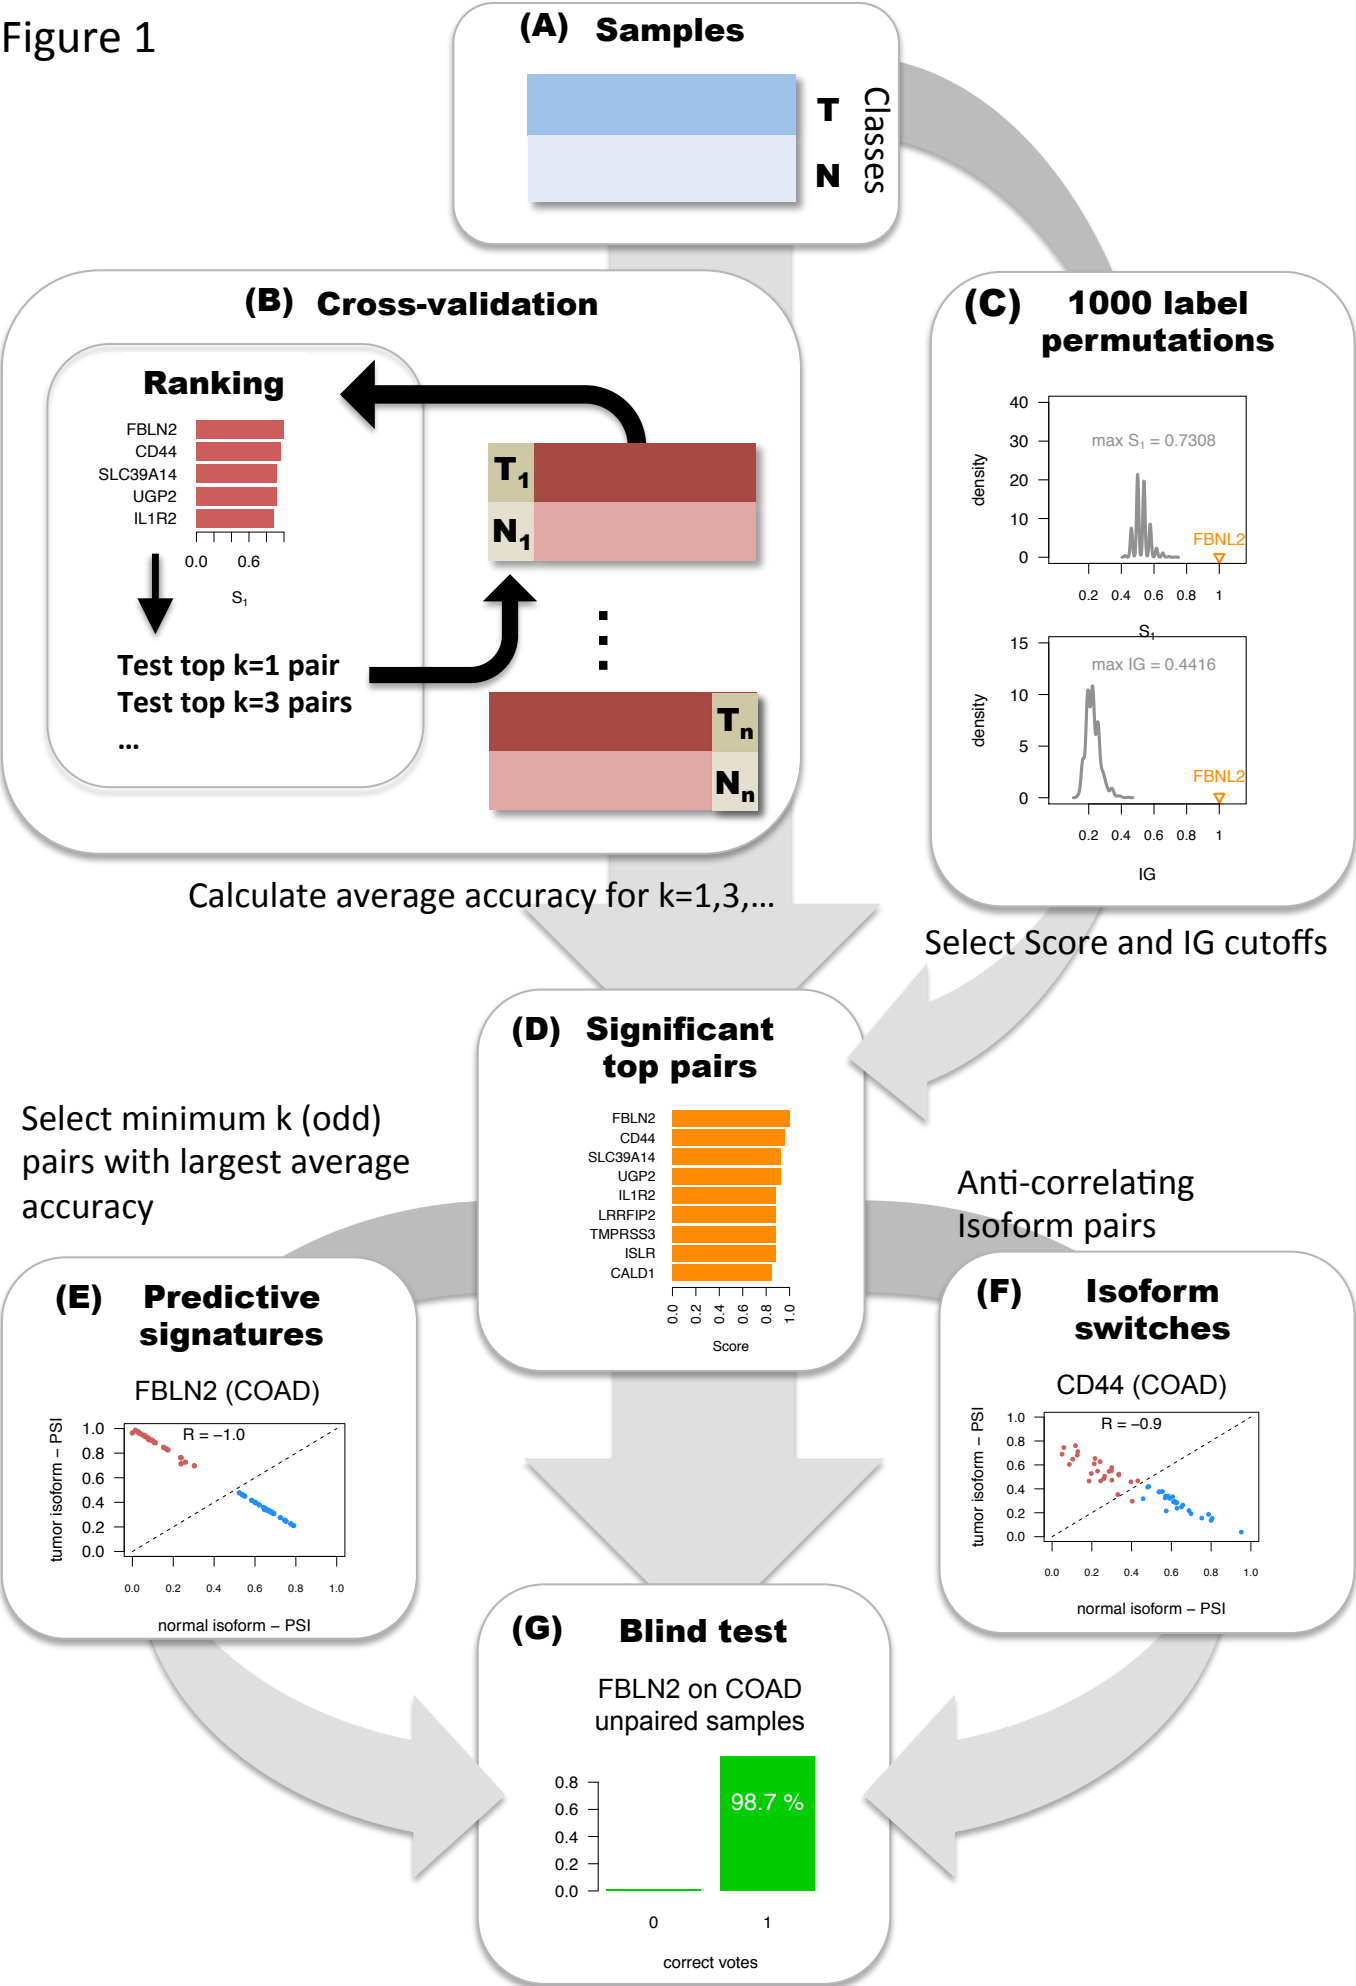 Figure 1
(A) Samples
T
N
Classes
(B) Cross-validation
Ranking
FBLN2
CD44
SLC39A14
UGP2
IL1R2
0.0 0.6
S1
Test top k=1 pair
Test top k=3 pairs
...
T1
N1
⋮
Tn
Nn
Calculate average accuracy for k=1,3,...
(C) 1000 label
permutations
40
30
20
10
0
density
max S1 = 0.7308
FBNL2
0.2 0.4 0.6 0.8 1
S1
15
10
5
0
density
max IG = 0.4416
FBNL2
0.2 0.4 0.6 0.8 1
IG
Select Score and IG cutoffs
(D) Significant
top pairs
FBLN2
CD44
SLC39A14
UGP2
IL1R2
LRRFIP2
TMPRSS3
ISLR
CALD1
0.0 0.2 0.4 0.6 0.8 1.0
Score
Select minimum k (odd)
pairs with largest average
accuracy
Anti-correlating
Isoform pairs
(E) Predictive
signatures
FBLN2 (COAD)
tumor isoform – PSI
1.0
0.8
0.6
0.4
0.2
0.0
R = −1.0
0.0 0.2 0.4 0.6 0.8 1.0
normal isoform – PSI
(F) Isoform
switches
CD44 (COAD)
tumor isoform – PSI
1.0
0.8
0.6
0.4
0.2
0.0
R = −0.9
0.0 0.2 0.4 0.6 0.8 1.0
normal isoform – PSI
(G) Blind test
FBLN2 on COAD
unpaired samples
0.8
0.6
0.4
0.2
0.0
98.7 %
0 1
correct votes